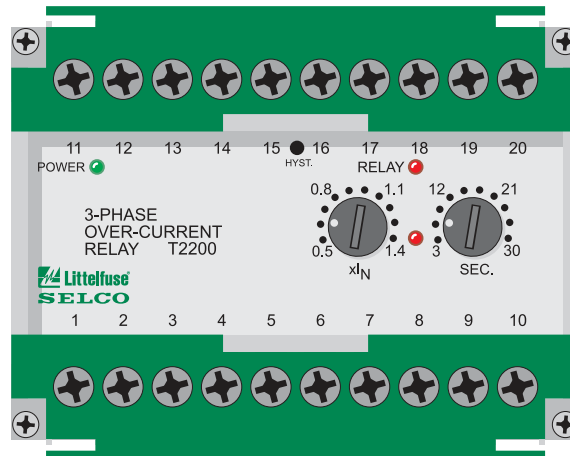 11 12 13 14 15 16 17 18 19 20
POWER HYST. RELAY
0.8 1.1 12 21
3-PHASE
OVER-CURRENT
RELAY T2200
0.5 1.4 3 30
xIN SEC.
Littelfuse®
SELCO
1 2 3 4 5 6 7 8 9 10